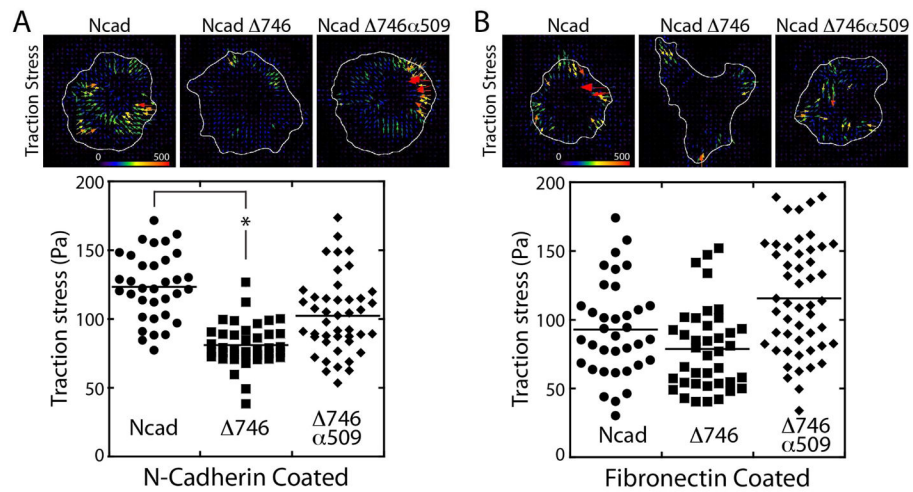 A
Ncad
Ncad Δ746
Ncad Δ746α509
Traction Stress
0 500
200
150
100
50
0
Traction stress (Pa)
*
Ncad
Δ746
Δ746
α509
N-Cadherin Coated
B
Ncad
Ncad Δ746
Ncad Δ746α509
Traction Stress
0 500
200
150
100
50
0
Traction stress (Pa)
Ncad
Δ746
Δ746
α509
Fibronectin Coated